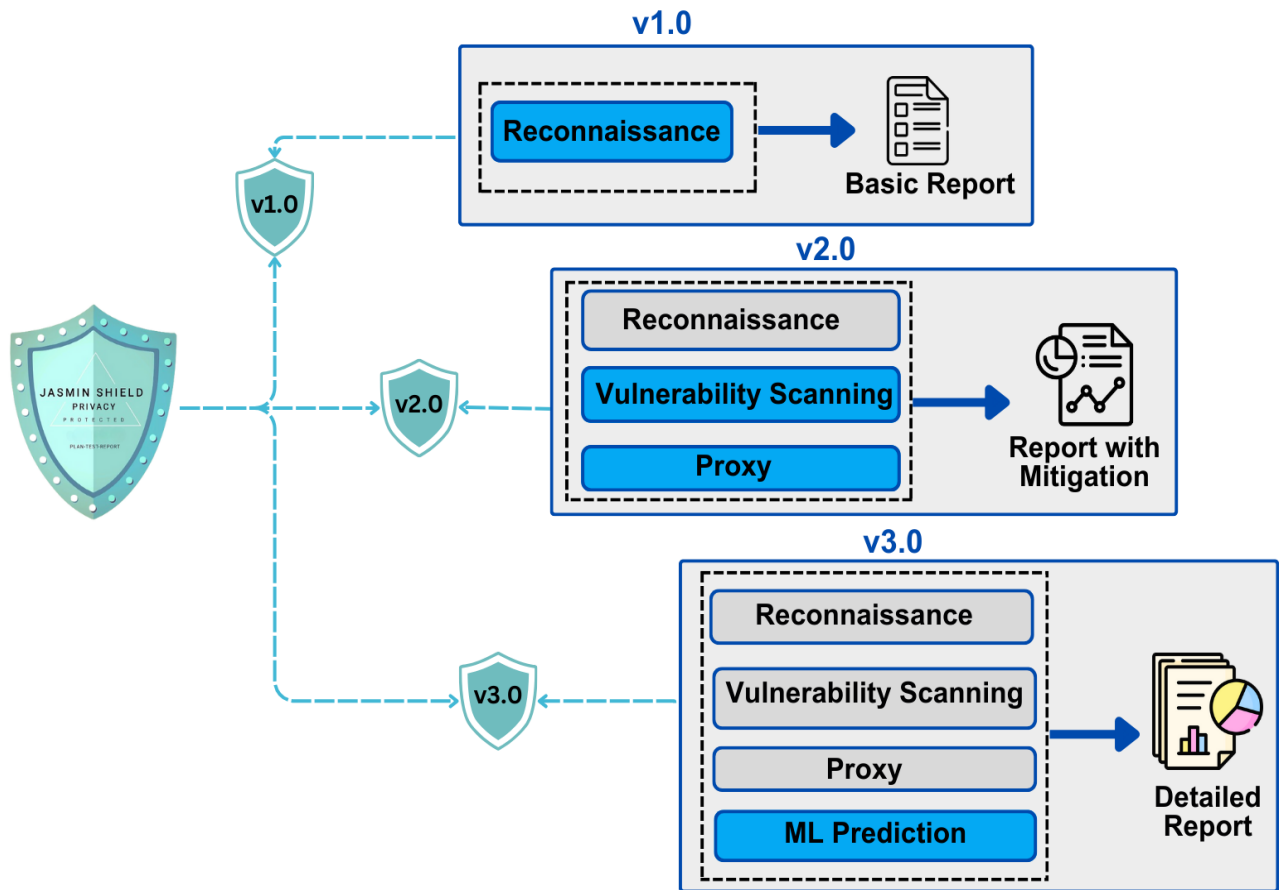 v1.0
Reconnaissance
Basic Report
v1.0
v2.0
Reconnaissance
Vulnerability Scanning
Proxy
Report with
Mitigation
JASMIN SHIELD
PRIVACY
PROTECTED
PLAN-TEST-REPORT
v2.0
v3.0
Reconnaissance
Vulnerability Scanning
Proxy
ML Prediction
Detailed
Report
v3.0